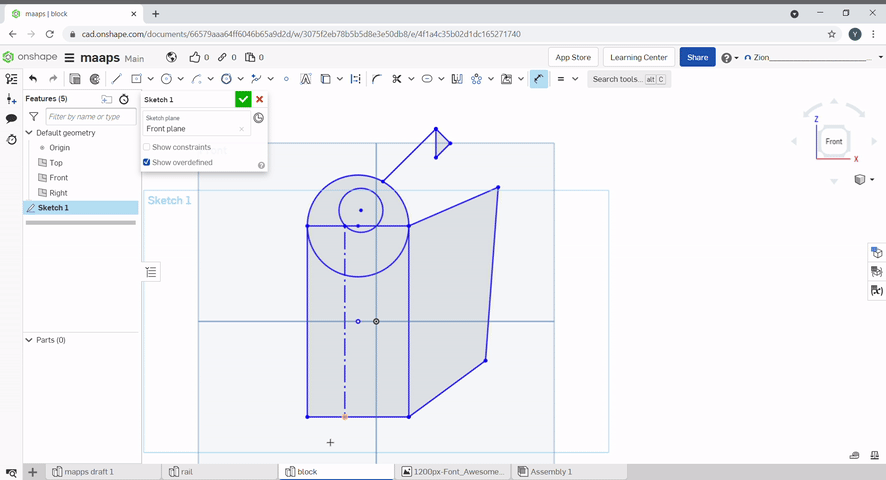 maaps | block
cad.onshape.com/documents/66579aaa64ff6046b65a9d2d/w/3075f2eb78b5b5d8e3e50db8/e/4f1a4c35b02d1dc165271740
Y
onshape
maaps Main
0
0
0
App Store
Learning Center
Share
Zion
Search tools... alt C
Features (5)
Filter by name or type
Default geometry
Origin
Top
Front
Right
Sketch 1
Parts (0)
Sketch 1
Sketch plane
Front plane
Show constraints
Show overdefined
Sketch 1
Z
Front
X
mapps draft 1
rail
block
1200px-Font_Awesome...
Assembly 1